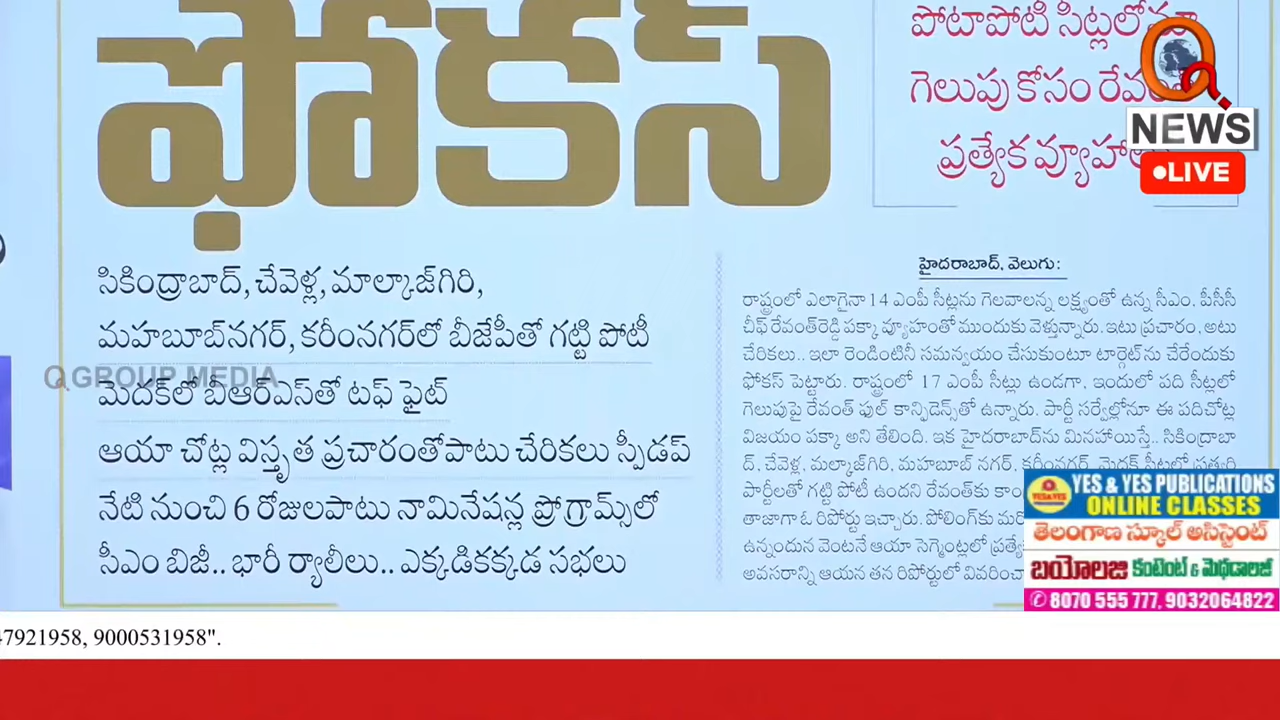 ఫోకస్
పోటాపోటీ సీట్లలోనూ
గెలుపు కోసం
ప్రత్యేక
Q
NEWS
LIVE
సికింద్రాబాద్, చేవెళ్ల, మాల్కాజ్‌గిరి,
మహబూబ్‌నగర్, కరీంనగర్‌లో బీజేపీతో గట్టి పోటీ
Q GROUP MEDIA
మెదక్‌లో బీఆర్ఎస్‌తో టఫ్ ఫైట్
ఆయా చోట్ల విస్తృత ప్రచారంతోపాటు చేరికలు స్పీడప్
నేటి నుంచి 6 రోజులపాటు నామినేషన్ల ప్రోగ్రామ్స్‌లో
సీఎం బిజీ.. భారీ ర్యాలీలు.. ఎక్కడికక్కడ సభలు
హైదరాబాద్, వెలుగు:
రాష్ట్రంలో ఎలాగైనా 14 ఎంపీ సీట్లను గెలవాలన్న లక్ష్యంతో ఉన్న సీఎం, పీసీసీ
చీఫ్ రేవంత్‌రెడ్డి పక్కా వ్యూహంతో ముందుకు వెళ్తున్నారు. ఇటు ప్రచారం, అటు
చేరికలు.. ఇలా రెండింటినీ సమన్వయం చేసుకుంటూ టార్గెట్‌ను చేరేందుకు
ఫోకస్ పెట్టారు. రాష్ట్రంలో 17 ఎంపీ సీట్లు ఉండగా, ఇందులో పది సీట్లలో
గెలుపుపై రేవంత్ ఫుల్ కాన్ఫిడెన్స్‌తో ఉన్నారు. పార్టీ సర్వేల్లోనూ ఈ పదిచోట్ల
విజయం పక్కా అని తేలింది. ఇక హైదరాబాద్‌ను మినహాయిస్తే.. సికింద్రాబా
ద్, చేవెళ్ల, మల్కాజ్‌గిరి, మహబూబ్ నగర్, కరీంనగర్, మెదక్ సీట్లలో ప్రత్యర్థి
పార్టీలతో గట్టి పోటీ ఉందని రేవంత్‌కు
తాజాగా ఓ రిపోర్టు ఇచ్చారు. పోలింగ్‌కు
ఉన్నందున వెంటనే ఆయా సెగ్మెంట్లలో
అవసరాన్ని ఆయన తన రిపోర్టులో
YES & YES PUBLICATIONS
ONLINE CLASSES
తెలంగాణ స్కూల్ అసిస్టెంట్
బయోలజి కంటెంట్ & మెథడాలజీ
8070 555 777, 9032064822
47921958, 9000531958".